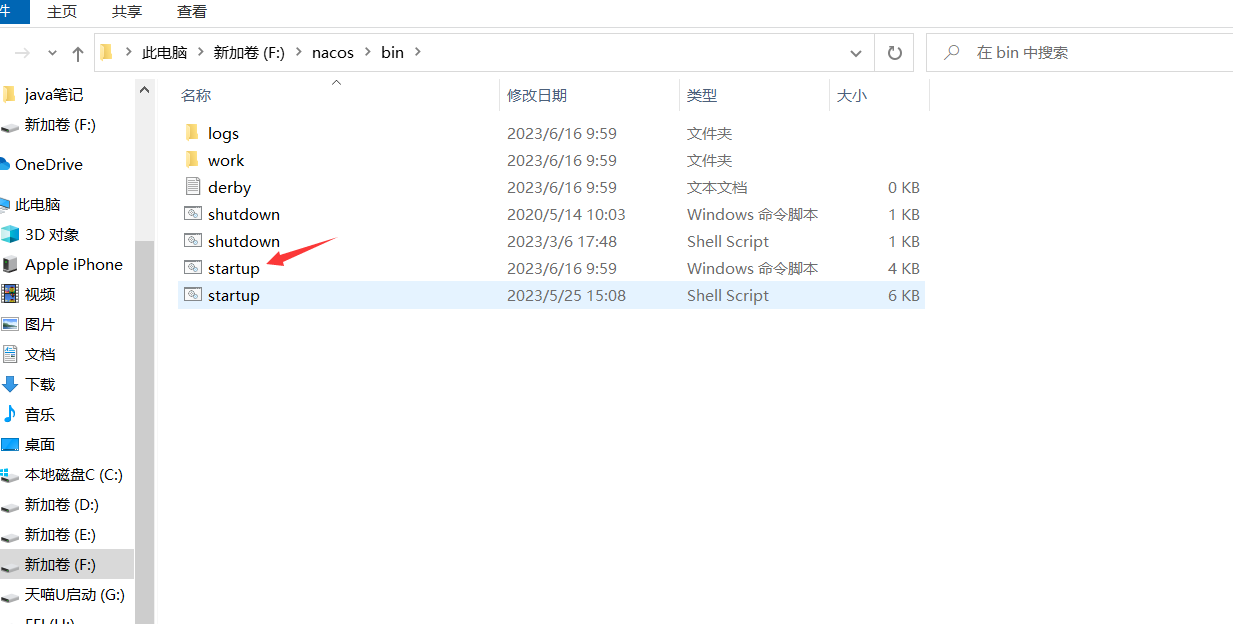 件 主页 共享 查看
此电脑 新加卷 (F:) nacos bin 在 bin 中搜索
名称 修改日期 类型 大小
logs 2023/6/16 9:59 文件夹
work 2023/6/16 9:59 文件夹
derby 2023/6/16 9:59 文本文档 0 KB
shutdown 2020/5/14 10:03 Windows 命令脚本 1 KB
shutdown 2023/3/6 17:48 Shell Script 1 KB
startup 2023/6/16 9:59 Windows 命令脚本 4 KB
startup 2023/5/25 15:08 Shell Script 6 KB
java笔记
新加卷 (F:)
OneDrive
此电脑
3D 对象
Apple iPhone
视频
图片
文档
下载
音乐
桌面
本地磁盘C (C:)
新加卷 (D:)
新加卷 (E:)
新加卷 (F:)
天喵U启动 (G:)